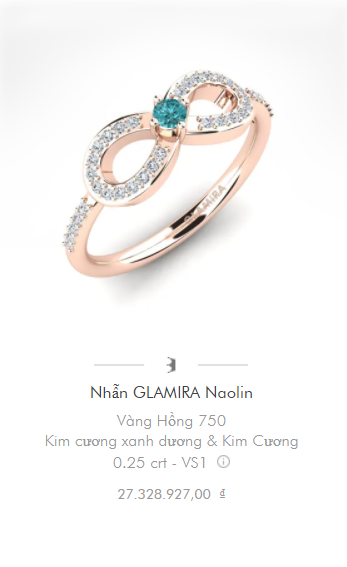 GLAMIRA
Nhẫn GLAMIRA Naolin
Vàng Hồng 750
Kim cương xanh dương & Kim Cương
0.25 crt - VS1
27.328.927,00 ₫